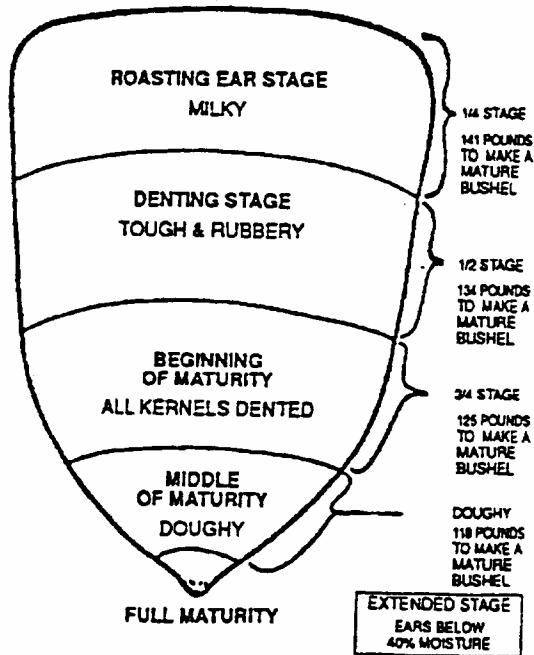 ROASTING EAR STAGE
MILKY
1/4 STAGE
141 POUNDS
TO MAKE A
MATURE
BUSHEL
DENTING STAGE
TOUGH & RUBBERY
1/2 STAGE
134 POUNDS
TO MAKE A
MATURE
BUSHEL
BEGINNING
OF MATURITY
ALL KERNELS DENTED
3/4 STAGE
125 POUNDS
TO MAKE A
MATURE
BUSHEL
MIDDLE
OF MATURITY
DOUGHY
DOUGHY
118 POUNDS
TO MAKE A
MATURE
BUSHEL
FULL MATURITY
EXTENDED STAGE
EARS BELOW
40% MOISTURE